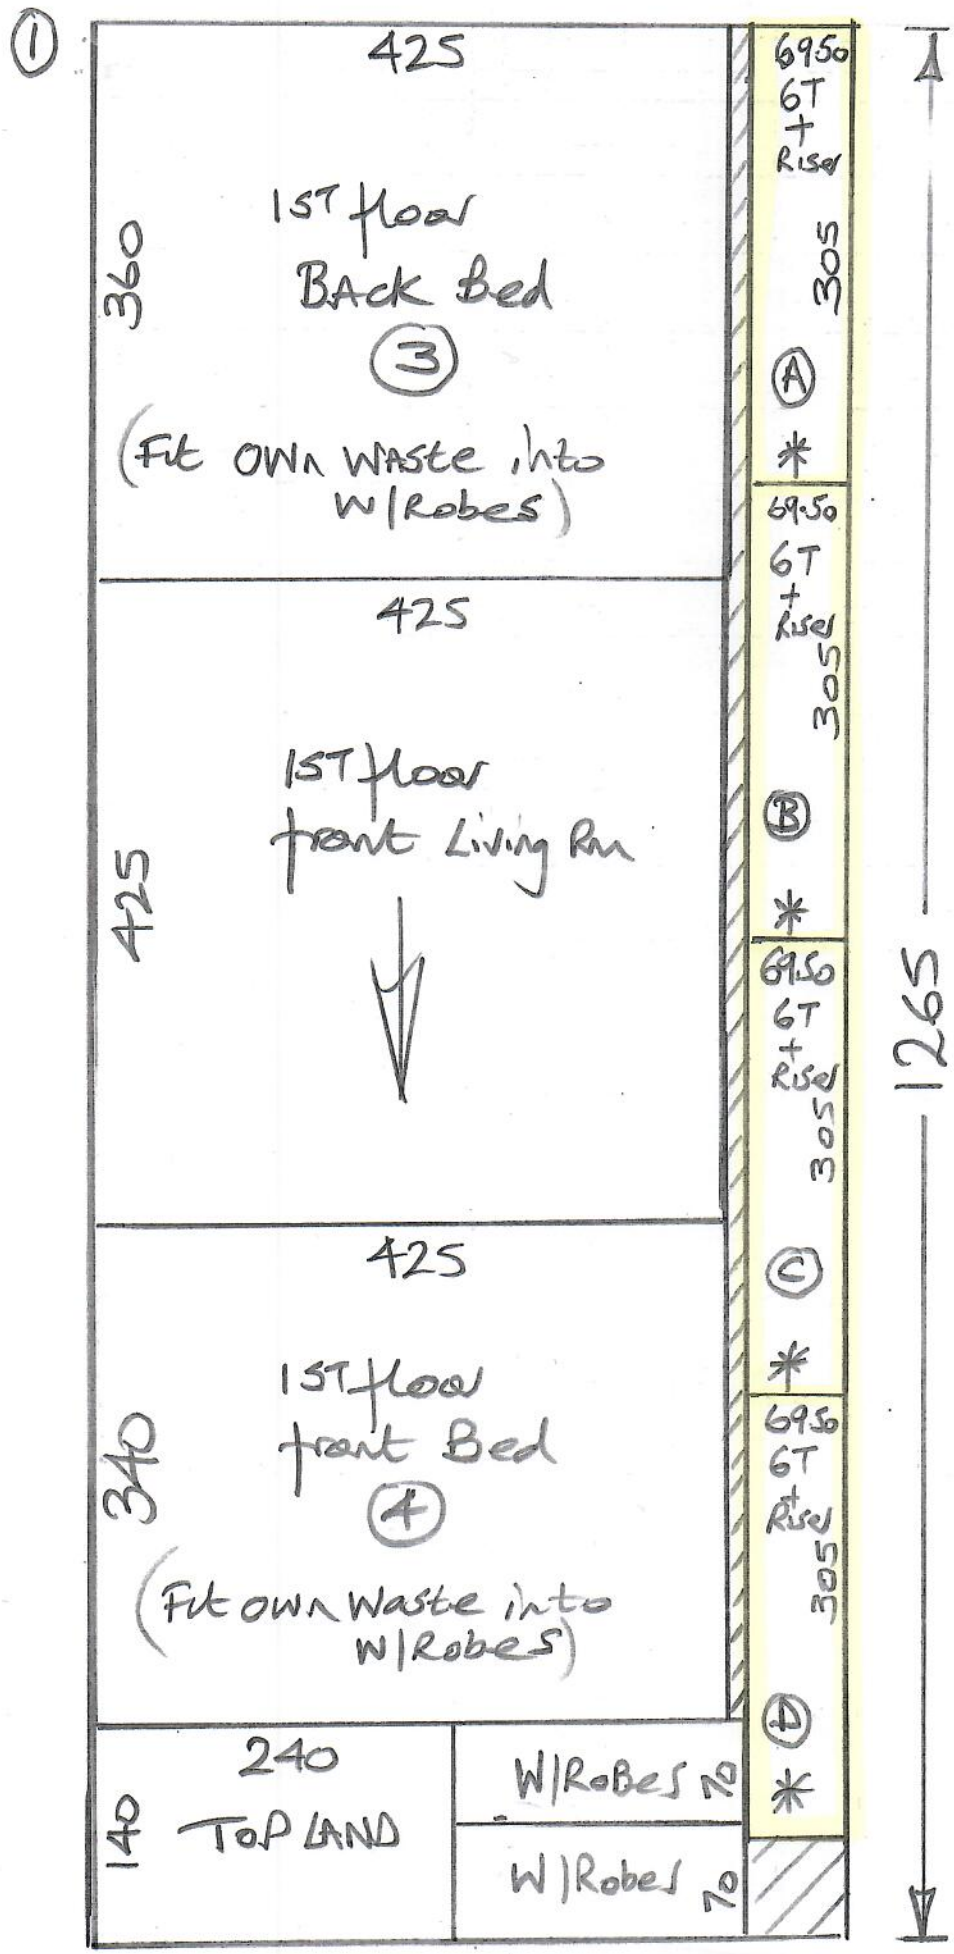 ①
425
360
1ST floor
BAck Bed
③
(Fit OWn WASte into
W/Robes)
425
425
1ST floor
front Living Rm
425
340
1ST floor
front Bed
④
(Fit own Waste into
W/Robes)
240
140
TOP LAND
W/RoBes 70
W/Robes 70
6950
6T
+
Riser
305
Ⓐ
*
69.50
6T
+
Riser
305
Ⓑ
*
6950
6T
+
Riser
305
Ⓒ
*
6950
6T
+
Riser
305
Ⓓ
*
1265